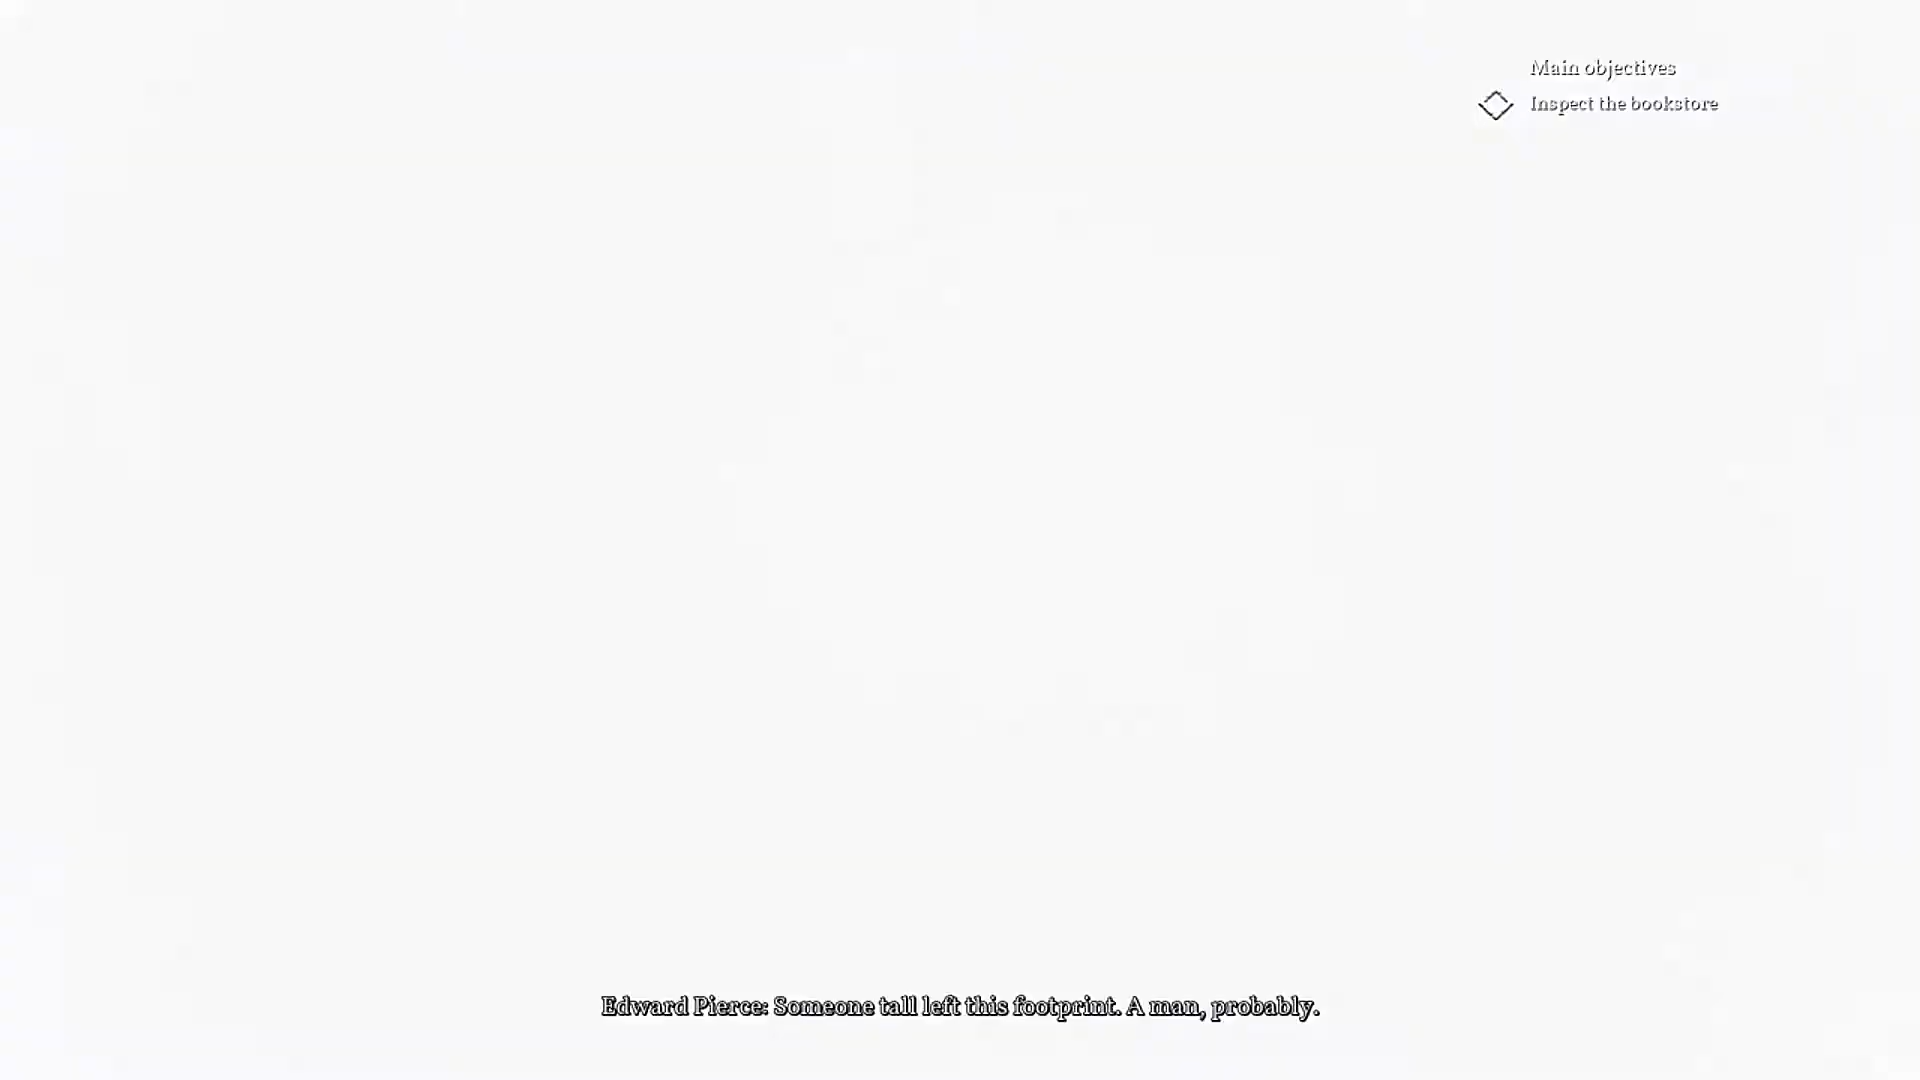 Main objectives
Inspect the bookstore
Edward Pierce: Someone tall left this footprint. A man, probably.